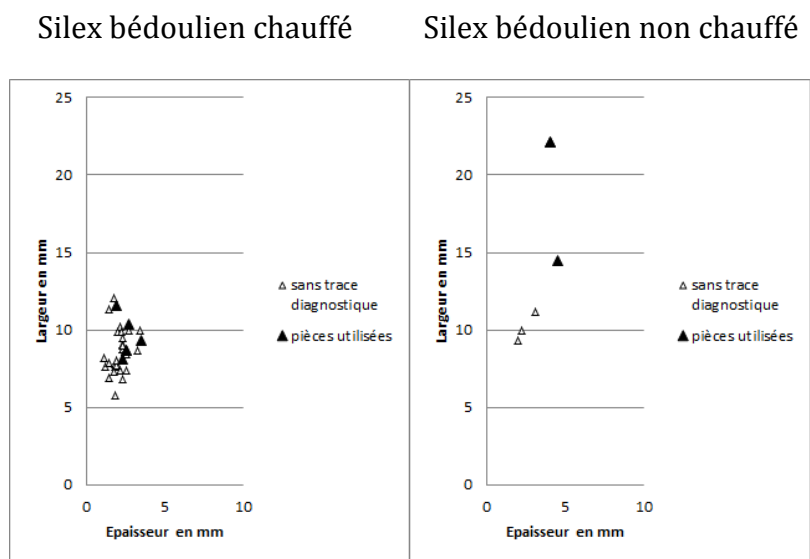 Silex bédoulien chauffé
Silex bédoulien non chauffé
25
20
15
10
5
0
0
5
10
Largeur en mm
Epaisseur en mm
sans trace
diagnostique
pièces utilisées
25
20
15
10
5
0
0
5
10
Largeur en mm
Epaisseur en mm
sans trace
diagnostique
pièces utilisées